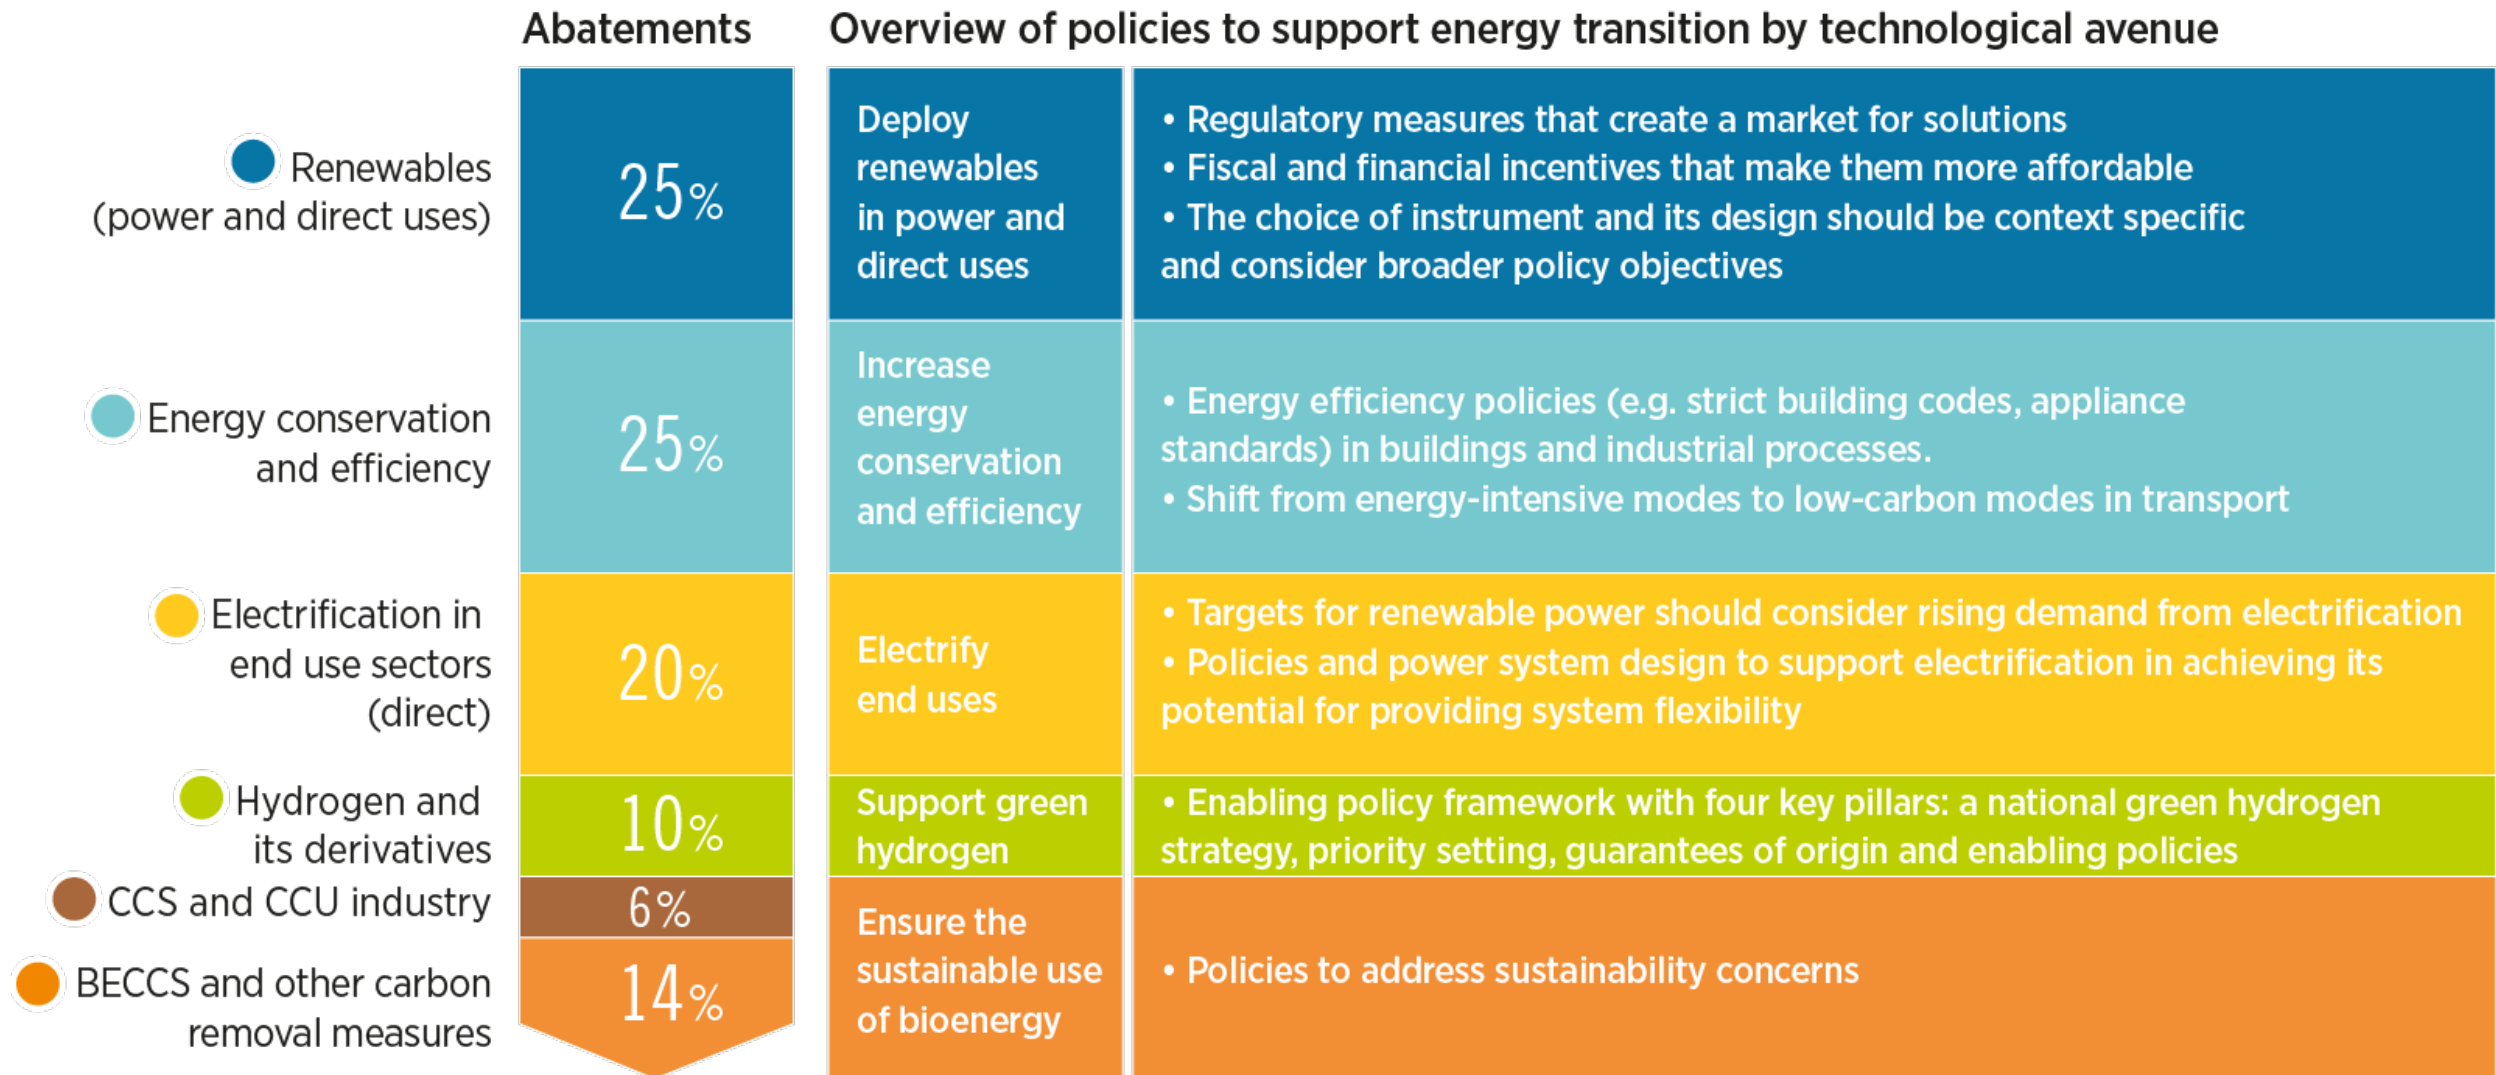 Abatements
Overview of policies to support energy transition by technological avenue
Renewables
(power and direct uses)
25%
Deploy
renewables
in power and
direct uses
• Regulatory measures that create a market for solutions
• Fiscal and financial incentives that make them more affordable
• The choice of instrument and its design should be context specific
and consider broader policy objectives
Energy conservation
and efficiency
25%
Increase
energy
conservation
and efficiency
• Energy efficiency policies (e.g. strict building codes, appliance
standards) in buildings and industrial processes.
• Shift from energy-intensive modes to low-carbon modes in transport
Electrification in
end use sectors
(direct)
20%
Electrify
end uses
• Targets for renewable power should consider rising demand from electrification
• Policies and power system design to support electrification in achieving its
potential for providing system flexibility
Hydrogen and
its derivatives
10%
Support green
hydrogen
• Enabling policy framework with four key pillars: a national green hydrogen
strategy, priority setting, guarantees of origin and enabling policies
CCS and CCU industry
6%
BECCS and other carbon
removal measures
14%
Ensure the
sustainable use
of bioenergy
• Policies to address sustainability concerns